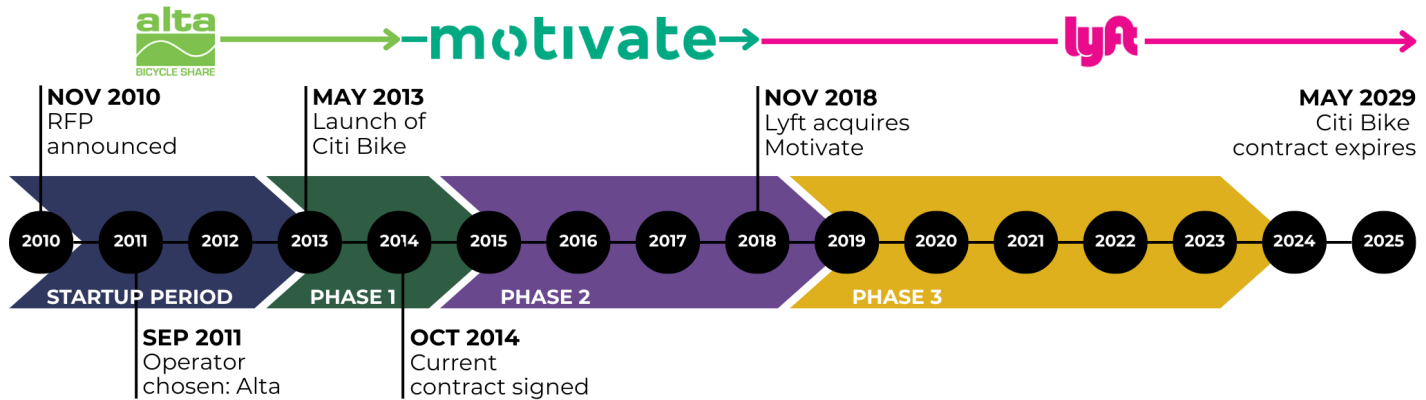 alta
BICYCLE SHARE
motivate
lyft
NOV 2010
RFP
announced
MAY 2013
Launch of
Citi Bike
NOV 2018
Lyft acquires
Motivate
MAY 2029
Citi Bike
contract expires
2010
2011
2012
2013
2014
2015
2016
2017
2018
2019
2020
2021
2022
2023
2024
2025
STARTUP PERIOD
PHASE 1
PHASE 2
PHASE 3
SEP 2011
Operator
chosen: Alta
OCT 2014
Current
contract signed